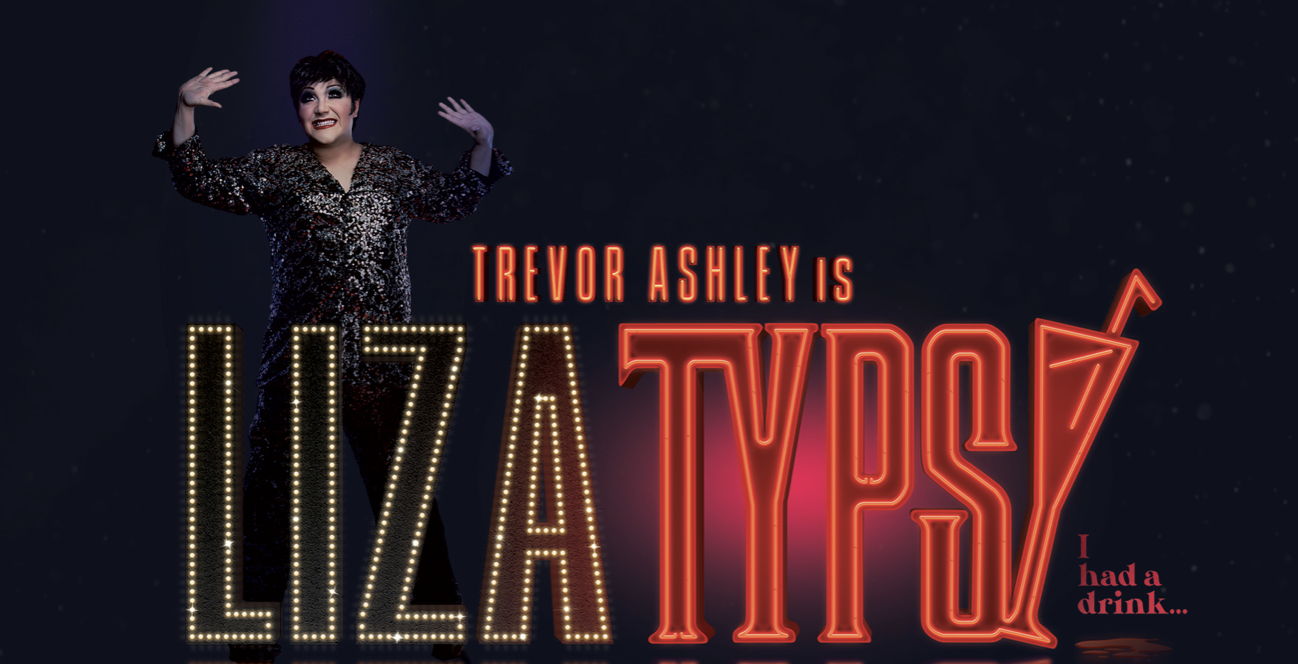 TREVOR ASHLEY IS
LIZA TYPSY
I
had a
drink...